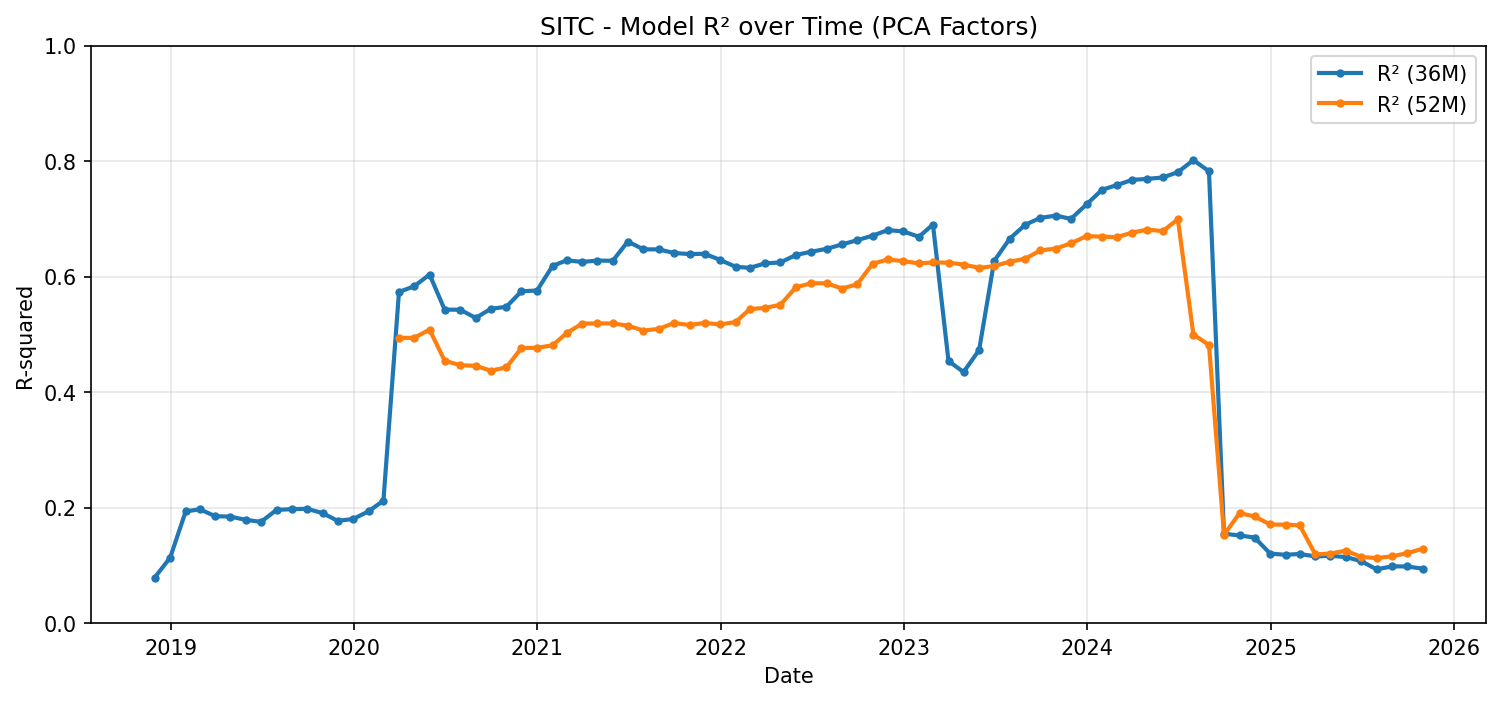 SITC - Model R² over Time (PCA Factors)
R² (36M)
R² (52M)
R-squared
1.0
0.8
0.6
0.4
0.2
0.0
2019 2020 2021 2022 2023 2024 2025 2026
Date